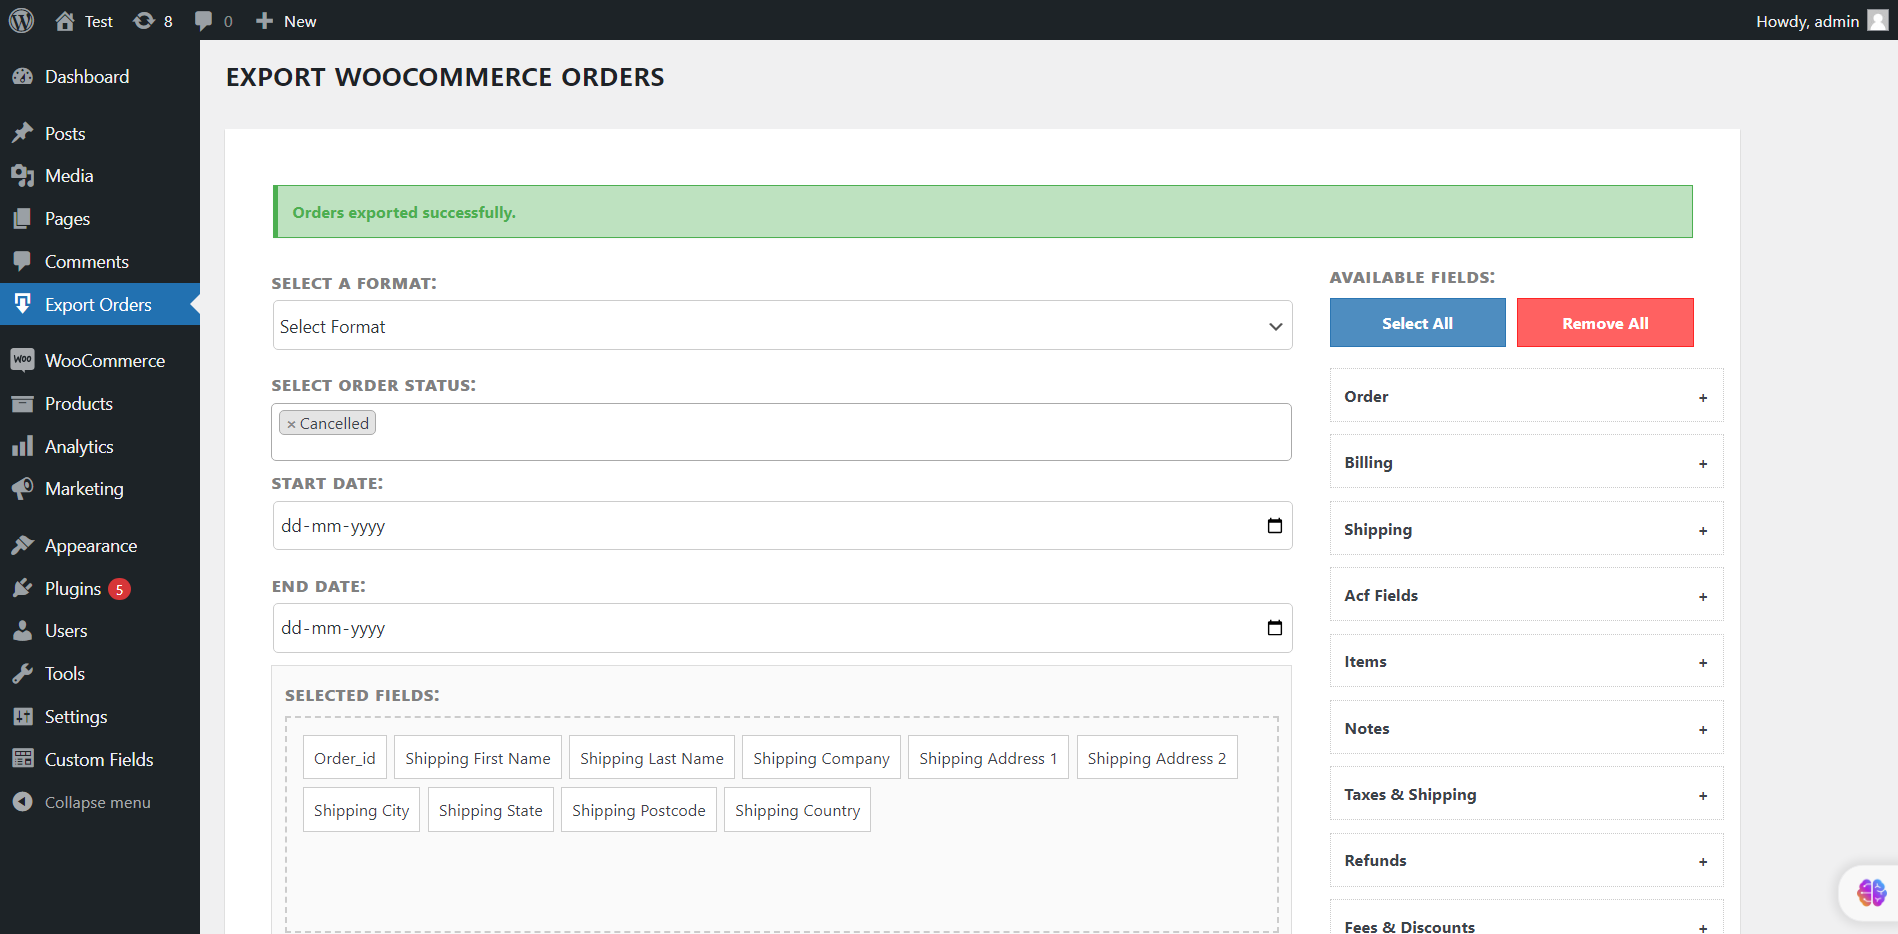 Test
8
0
New
Howdy, admin
Dashboard
Posts
Media
Pages
Comments
Export Orders
WOO
WooCommerce
Products
Analytics
Marketing
Appearance
Plugins 5
Users
Tools
Settings
Custom Fields
Collapse menu
EXPORT WOOCOMMERCE ORDERS
Orders exported successfully.
SELECT A FORMAT:
Select Format
SELECT ORDER STATUS:
× Cancelled
START DATE:
dd-mm-yyyy
END DATE:
dd-mm-yyyy
SELECTED FIELDS:
Order_id
Shipping First Name
Shipping Last Name
Shipping Company
Shipping Address 1
Shipping Address 2
Shipping City
Shipping State
Shipping Postcode
Shipping Country
AVAILABLE FIELDS:
Select All
Remove All
Order +
Billing +
Shipping +
Acf Fields +
Items +
Notes +
Taxes & Shipping +
Refunds +
Fees & Discounts +